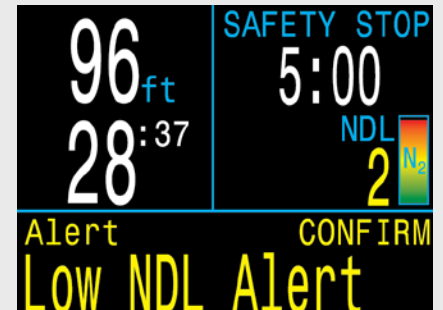 96ft
28:37
SAFETY STOP
5:00
NDL
2
N₂
Alert CONFIRM
Low NDL Alert